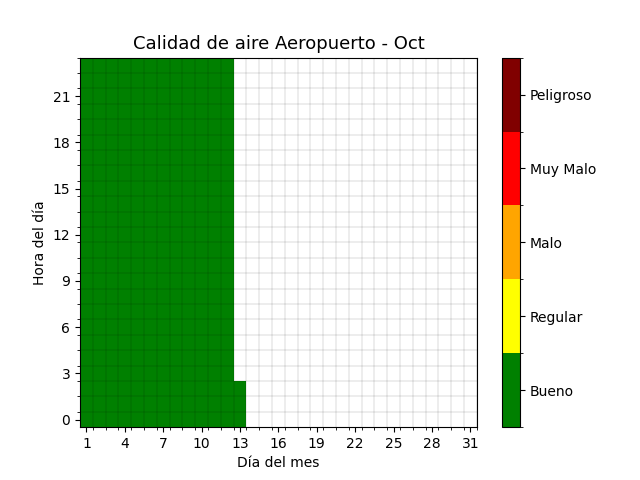 Calidad de aire Aeropuerto - Oct
Hora del día
21
18
15
12
9
6
3
0
1 4 7 10 13 16 19 22 25 28 31
Día del mes
Peligroso
Muy Malo
Malo
Regular
Bueno